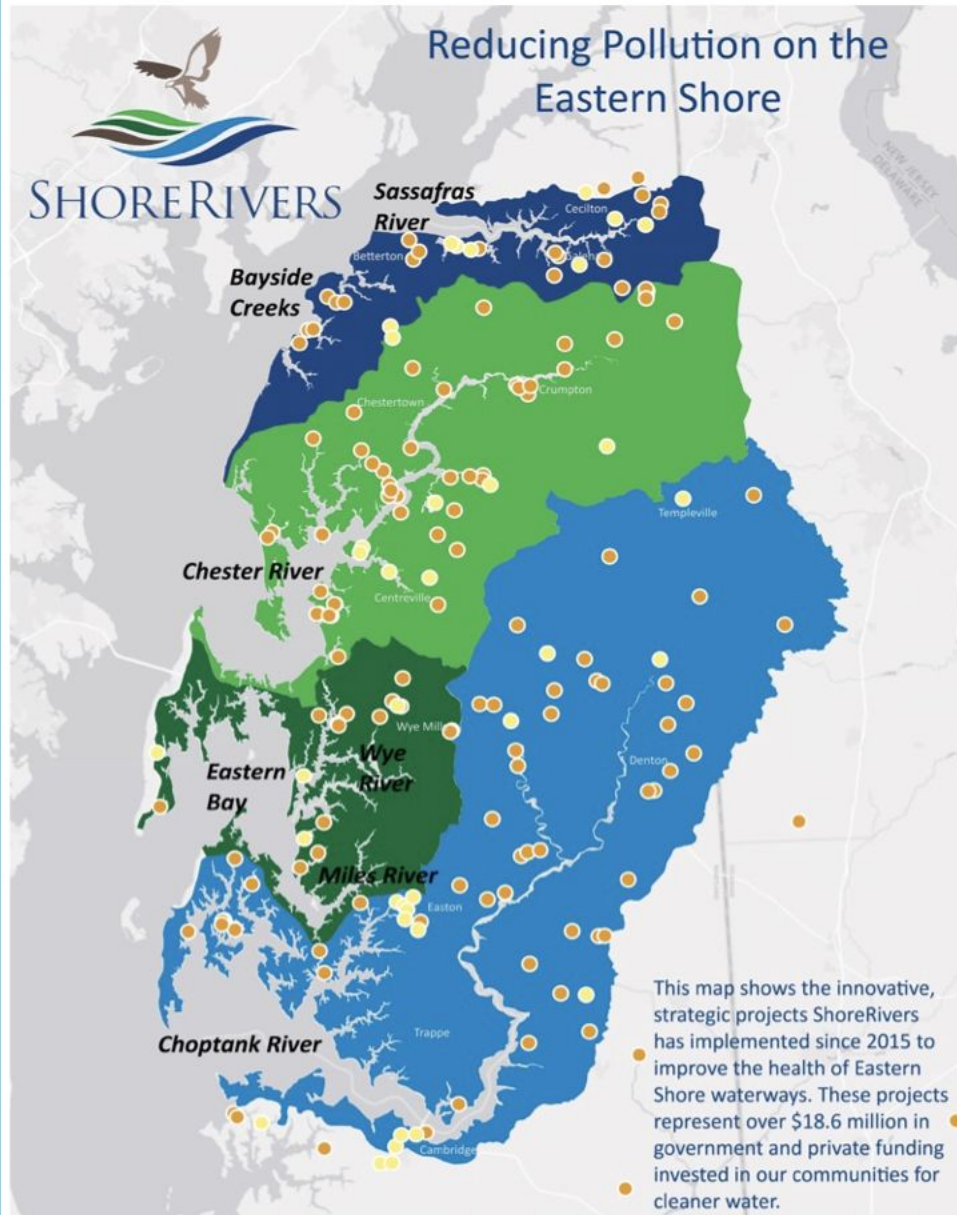 Reducing Pollution on the
Eastern Shore
SHORERIVERS
NEW JERSEY
DELAWARE
Sassafras
River
Cecilton
Betterton
Galena
Bayside
Creeks
Chestertown
Crumpton
Templeville
Chester River
Centreville
Wye Mills
Wye
River
Eastern
Bay
Denton
Miles River
Easton
Trappe
Choptank River
Cambridge
This map shows the innovative,
strategic projects ShoreRivers
has implemented since 2015 to
improve the health of Eastern
Shore waterways. These projects
represent over $18.6 million in
government and private funding
invested in our communities for
cleaner water.